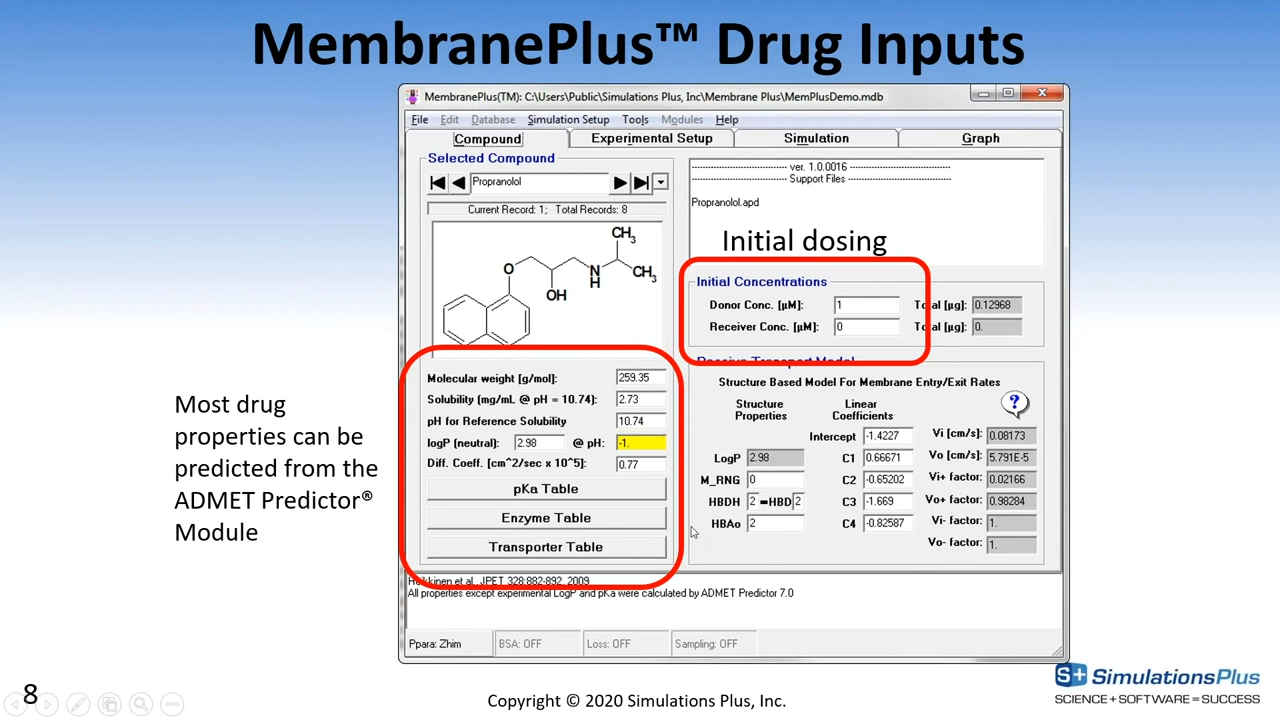 MembranePlus™ Drug Inputs
MembranePlus(TM): C:\Users\Public\Simulations Plus, Inc\Membrane Plus\MemPlusDemo.mdb
File Edit Database Simulation Setup Tools Modules Help
Compound Experimental Setup Simulation Graph
Selected Compound
Propranolol
Current Record: 1; Total Records: 8
CH3
O
N
H
CH3
OH
ver. 1.0.0016
Support Files
Propranolol.apd
Initial dosing
Initial Concentrations
Donor Conc. [µM]: 1 Total [µg]: 0.12968
Receiver Conc. [µM]: 0 Total [µg]: 0.
Most drug
properties can be
predicted from the
ADMET Predictor®
Module
Molecular weight [g/mol]: 259.35
Solubility (mg/mL @ pH = 10.74): 2.73
pH for Reference Solubility 10.74
logP (neutral): 2.98 @ pH: -1.
Diff. Coeff. [cm^2/sec x 10^5]: 0.77
pKa Table
Enzyme Table
Transporter Table
Passive Transport Model
Structure Based Model For Membrane Entry/Exit Rates
Structure Properties Linear Coefficients
?
Intercept -1.4227 Vi [cm/s]: 0.08173
LogP 2.98 C1 0.66671 Vo [cm/s]: 5.791E-5
M_RNG 0 C2 -0.65202 Vi+ factor: 0.02166
HBDH 2 =HBD 2 C3 -1.669 Vo+ factor: 0.98284
HBAo 2 C4 -0.82587 Vi- factor: 1.
Vo- factor: 1.
Heikkinen et al., JPET 328:882-892, 2009
All properties except experimental LogP and pKa were calculated by ADMET Predictor 7.0
Ppara: Zhim BSA: OFF Loss: OFF Sampling: OFF
8
Copyright © 2020 Simulations Plus, Inc.
S+ SimulationsPlus
SCIENCE + SOFTWARE = SUCCESS